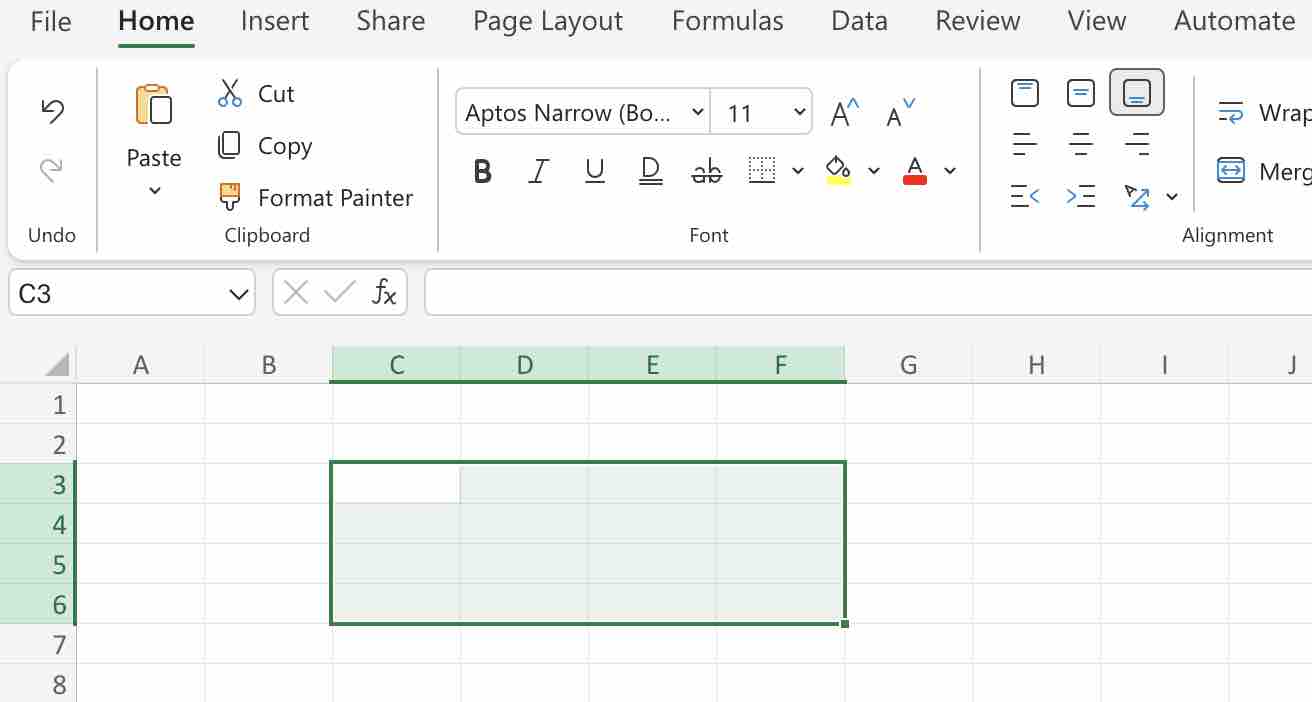 File Home Insert Share Page Layout Formulas Data Review View Automate
Cut
Copy
Paste
Format Painter
Undo
Clipboard
Aptos Narrow (Bo... 11 A A
B I U D ab A
Font
Wrap
Merg
Alignment
C3 fx
A B C D E F G H I J
1
2
3
4
5
6
7
8